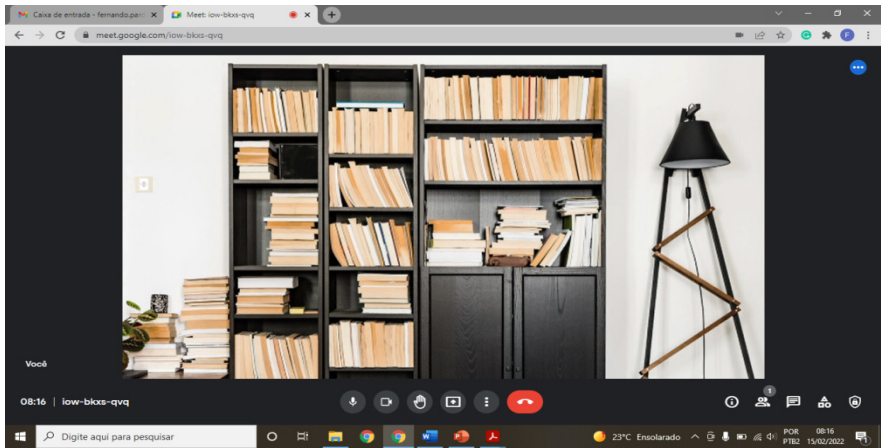 Caixa de entrada - fernando.pas
Meet: iow-bkxs-qvq
meet.google.com/iow-bkxs-qvq
F
Você
08:16 | iow-bkxs-qvq
1
Digite aqui para pesquisar
23°C Ensolarado
POR
PTB2
08:16
15/02/2022